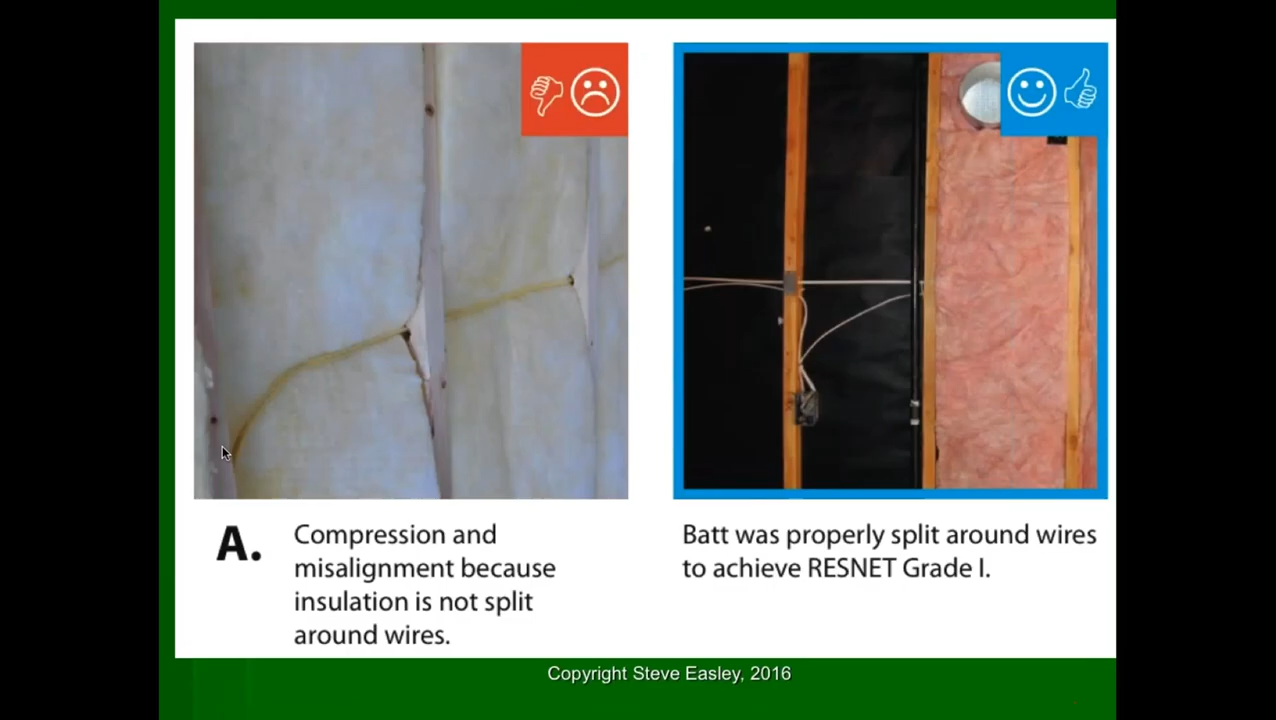 A.
Compression and
misalignment because
insulation is not split
around wires.
Batt was properly split around wires
to achieve RESNET Grade I.
Copyright Steve Easley, 2016